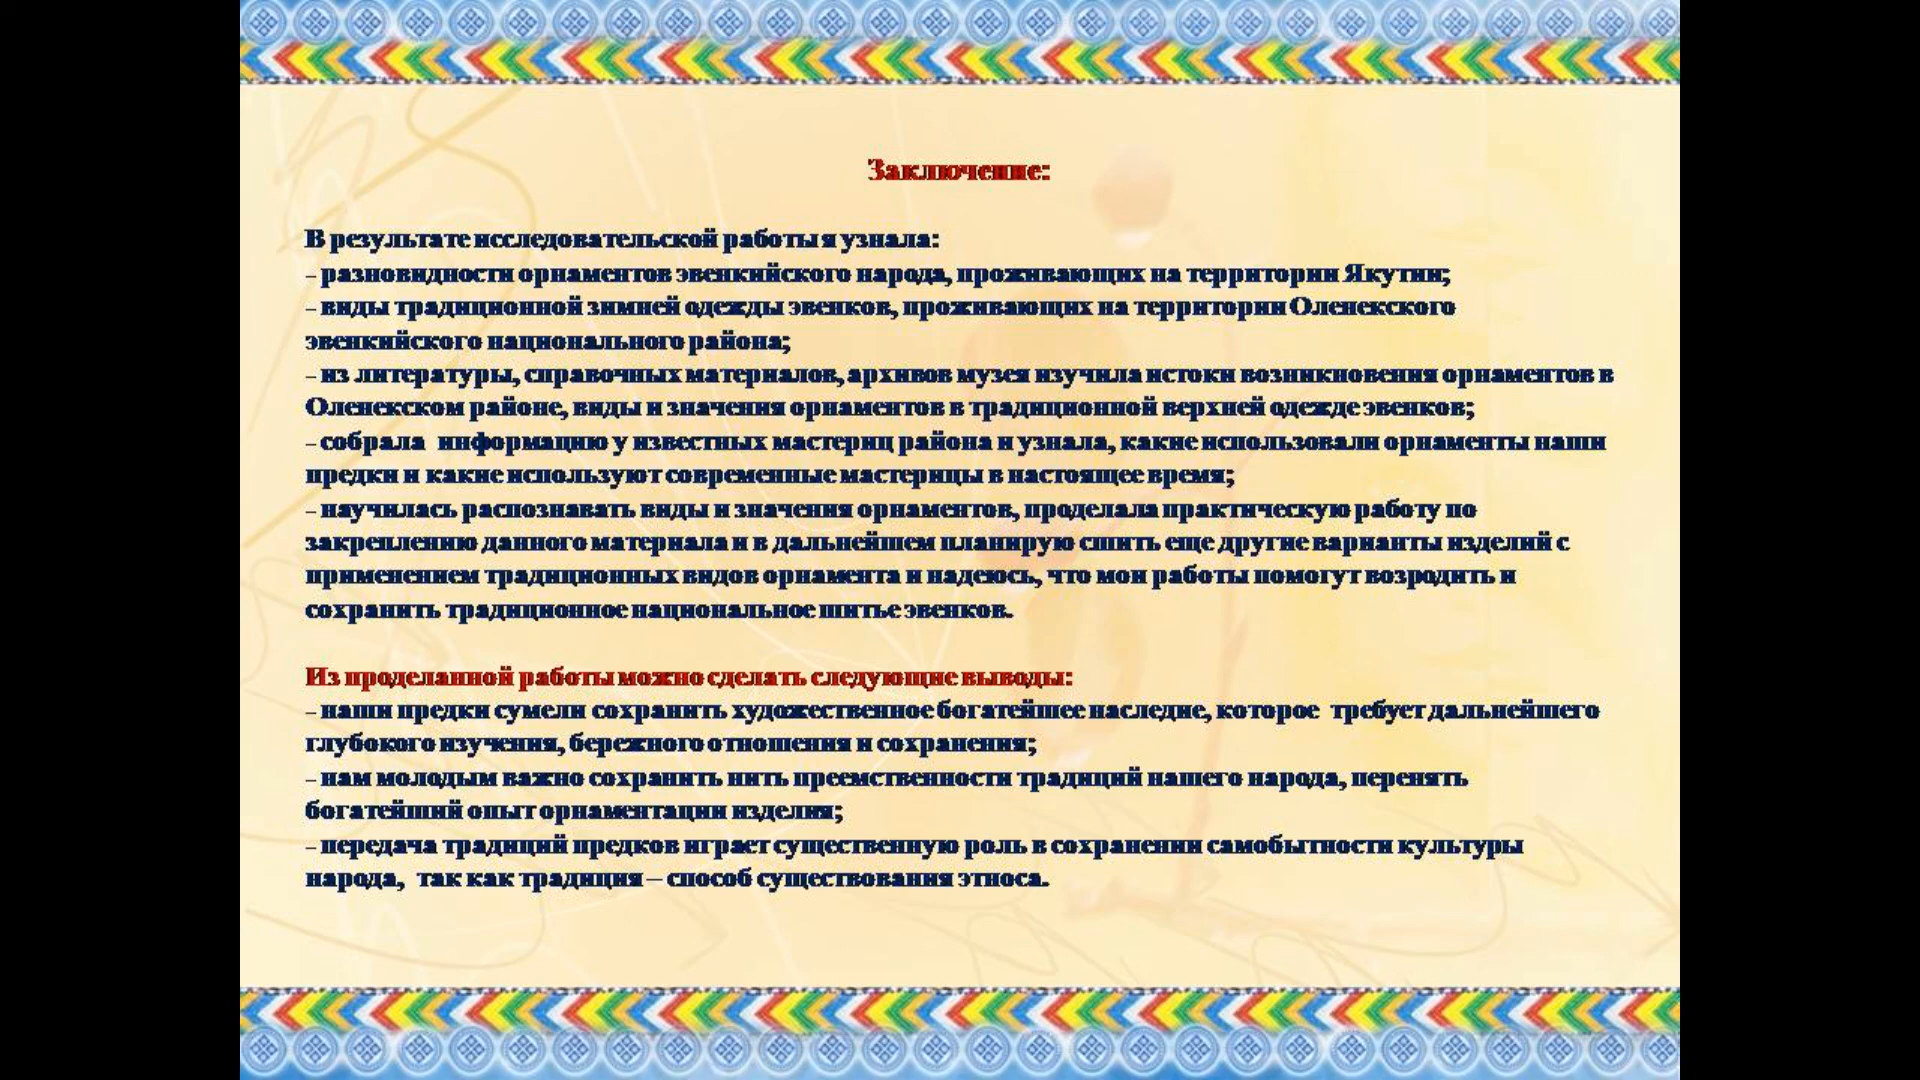 Заключение:
В результате исследовательской работы я узнала:
- разновидности орнаментов эвенкийского народа, проживающих на территории Якутии;
- виды традиционной зимней одежды эвенков, проживающих на территории Оленекского
эвенкийского национального района;
- из литературы, справочных материалов, архивов музея изучила истоки возникновения орнаментов в
Оленекском районе, виды и значения орнаментов в традиционной верхней одежде эвенков;
- собрала информацию у известных мастериц района и узнала, какие использовали орнаменты наши
предки и какие используют современные мастерицы в настоящее время;
- научилась распознавать виды и значения орнаментов, проделала практическую работу по
закреплению данного материала и в дальнейшем планирую сшить еще другие варианты изделий с
применением традиционных видов орнамента и надеюсь, что мои работы помогут возродить и
сохранить традиционное национальное шитье эвенков.
Из проделанной работы можно сделать следующие выводы:
- наши предки сумели сохранить художественное богатейшее наследие, которое требует дальнейшего
глубокого изучения, бережного отношения и сохранения;
- нам молодым важно сохранить нить преемственности традиций нашего народа, перенять
богатейший опыт орнаментации изделия;
- передача традиций предков играет существенную роль в сохранении самобытности культуры
народа, так как традиция – способ существования этноса.